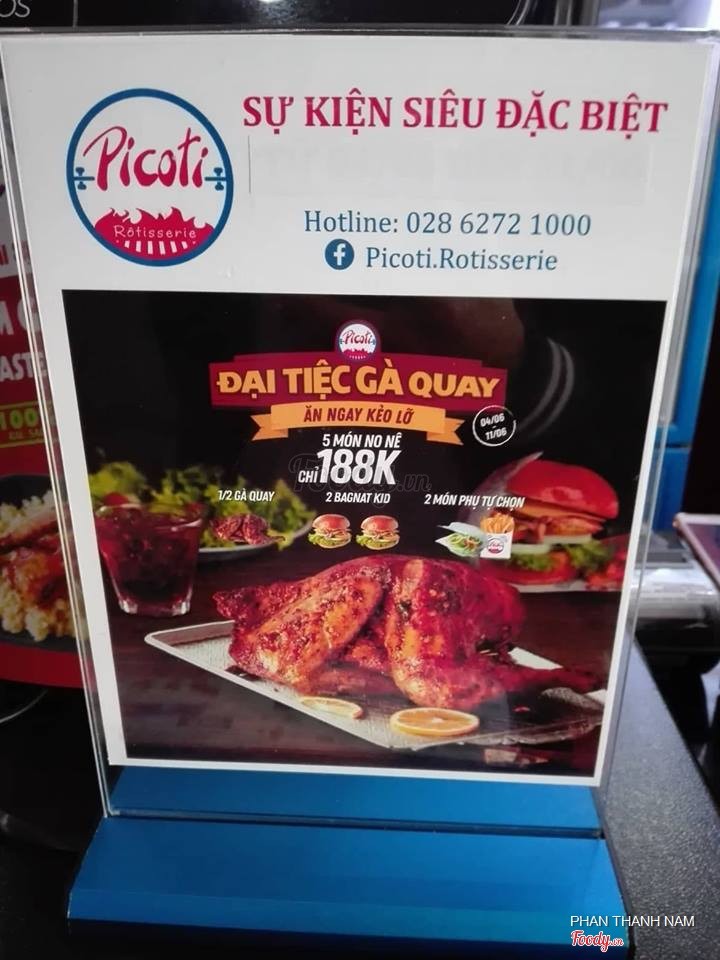 OS
SỰ KIỆN SIÊU ĐẶC BIỆT
Picoti
Rôtisserie
Hotline: 028 6272 1000
Picoti.Rotisserie
Picoti
ĐẠI TIỆC GÀ QUAY
ĂN NGAY KẺO LỠ
04/06
-
11/06
5 MÓN NO NÊ
CHỈ 188K
1/2 GÀ QUAY
2 BAGNAT KID
2 MÓN PHỤ TỰ CHỌN
PHAN THANH NAM
Foody.vn